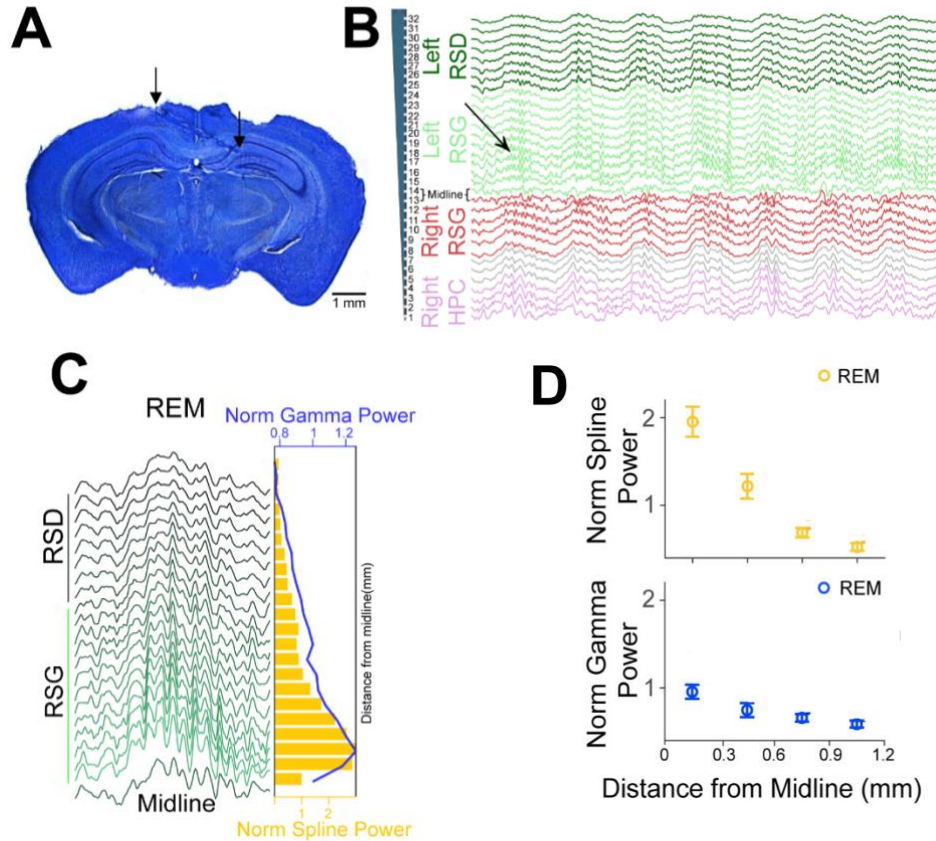 A
1 mm
B
32
31
30
29
28
27
26
25
24
23
22
21
20
19
18
17
16
15
14
13
12
11
10
9
8
7
6
5
4
3
2
1
Left
RSD
Left
RSG
}Midline{
Right
RSG
Right
HPC
C
REM
Norm Gamma Power
0.8 1 1.2
RSD
RSG
Midline
Distance from midline(mm)
1 2
Norm Spline Power
D
REM
Norm Spline
Power
2
1
REM
Norm Gamma
Power
2
1
0 0.3 0.6 0.9 1.2
Distance from Midline (mm)